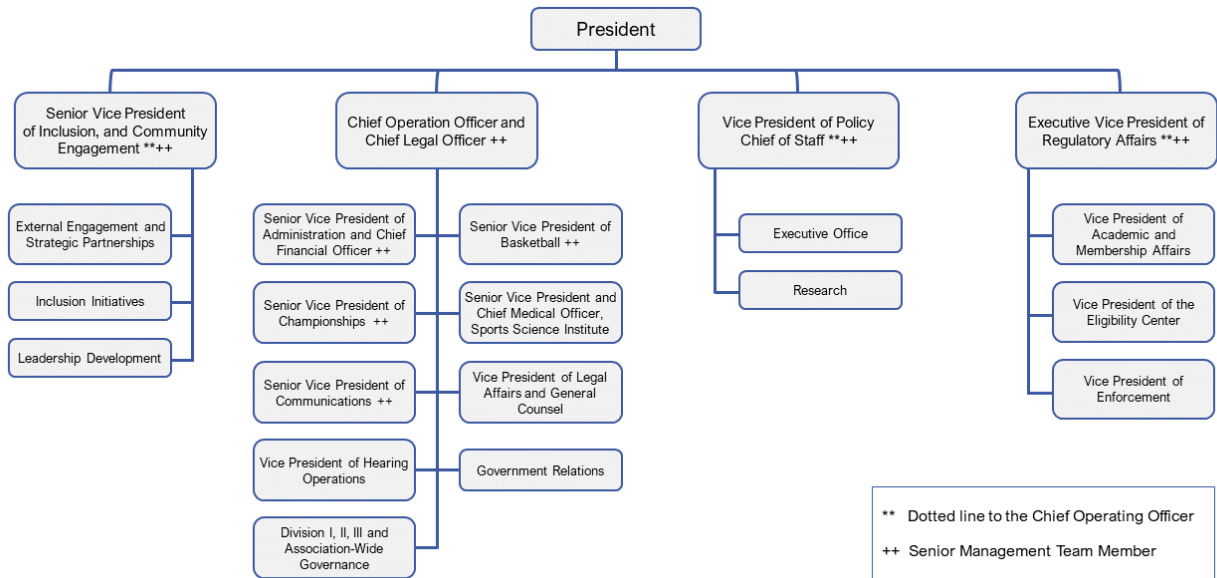 President
Senior Vice President
of Inclusion, and Community
Engagement **++
Chief Operation Officer and
Chief Legal Officer ++
Vice President of Policy
Chief of Staff **++
Executive Vice President of
Regulatory Affairs **++
External Engagement and
Strategic Partnerships
Inclusion Initiatives
Leadership Development
Senior Vice President of
Administration and Chief
Financial Officer ++
Senior Vice President of
Basketball ++
Senior Vice President of
Championships ++
Senior Vice President and
Chief Medical Officer,
Sports Science Institute
Senior Vice President of
Communications ++
Vice President of Legal
Affairs and General
Counsel
Vice President of Hearing
Operations
Government Relations
Division I, II, III and
Association-Wide
Governance
Executive Office
Research
Vice President of
Academic and
Membership Affairs
Vice President of the
Eligibility Center
Vice President of
Enforcement
** Dotted line to the Chief Operating Officer
++ Senior Management Team Member